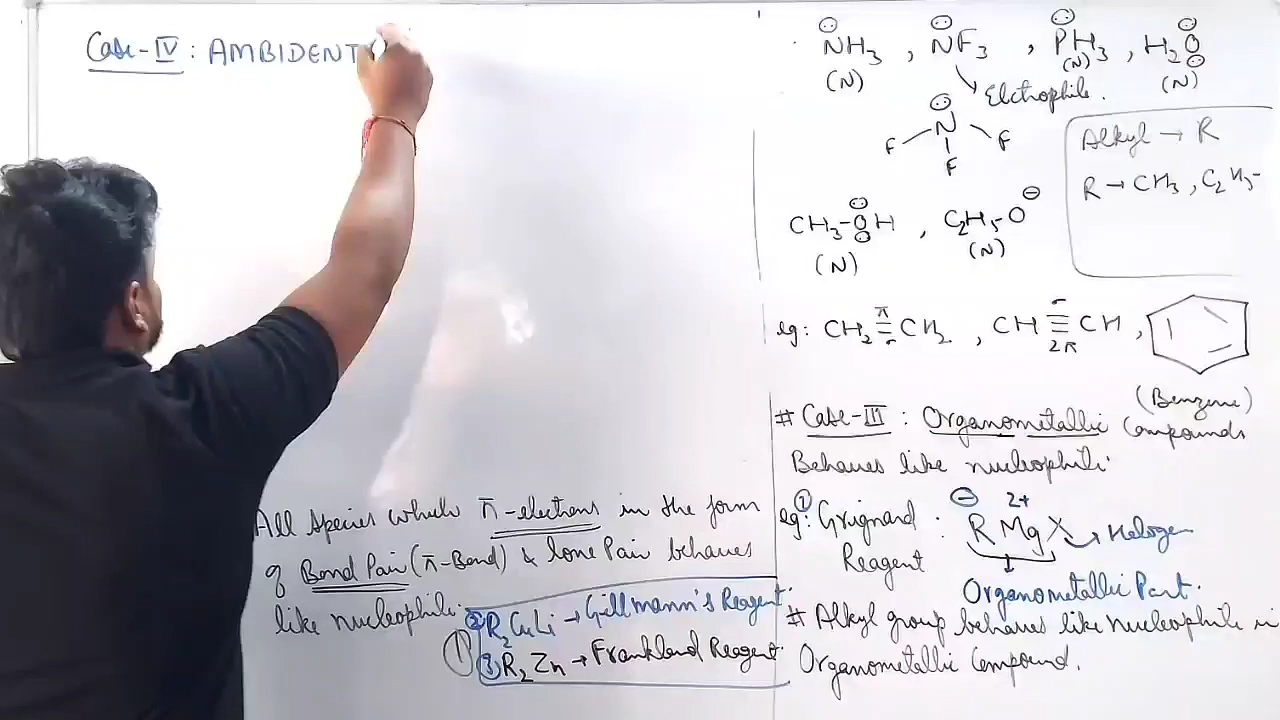 Case-IV : AMBIDENT
All species which π-electrons in the form
of Bond Pair (π-Bond) & lone Pair behaves
like nucleophile.
② R2CuLi → Gillmann's Reagent.
① ③ R2Zn → Frankland Reagent.
NH3 , NF3 , PH3 , H2O
(N) (N) (N)
Elctrophile.
N
F F
F
CH3-OH , C2H5-O⊖
(N) (N)
Alkyl → R
R → CH3 , C2H5-
eg: CH2=CH2 , CH≡CH ,
π 2π
(Benzene)
# Case-III : Organometallic Compounds
Behaves like nucleophile.
eg: ① Grignard : R⊖ Mg2+ X → Halogen
Reagent
Organometallic Part.
# Alkyl group behaves like nucleophile in
Organometallic Compound.